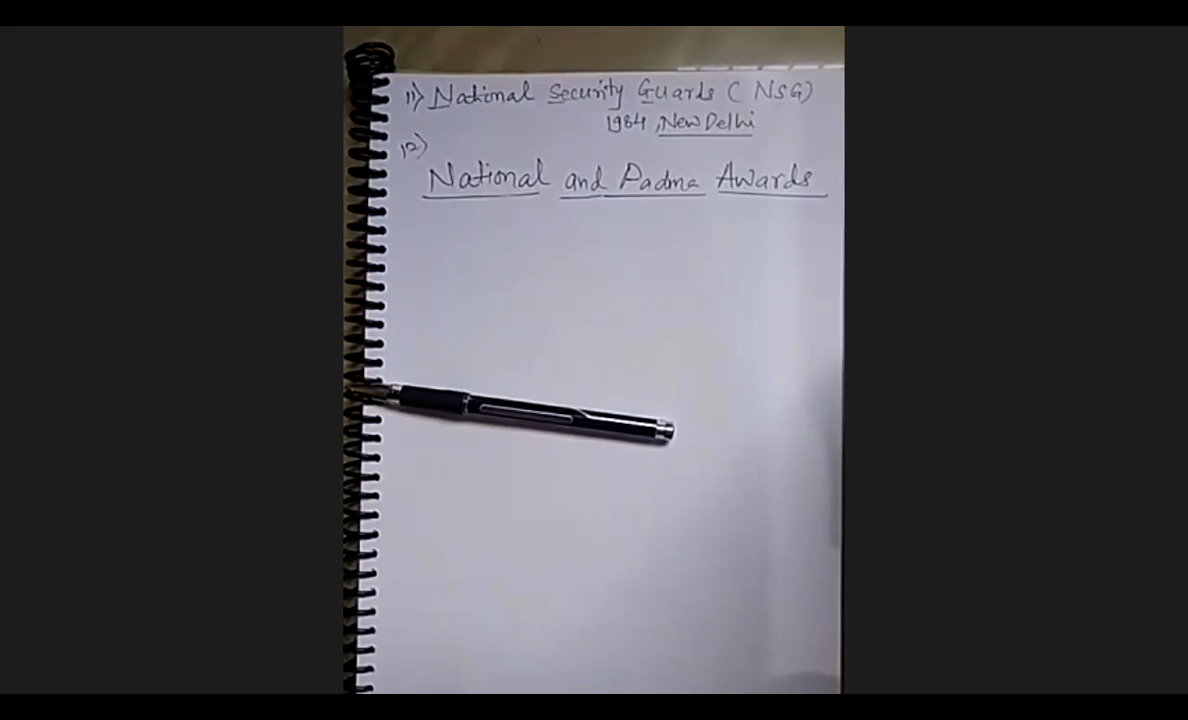 11) National Security Guards (NSG)
1984, New Delhi
12)
National and Padma Awards